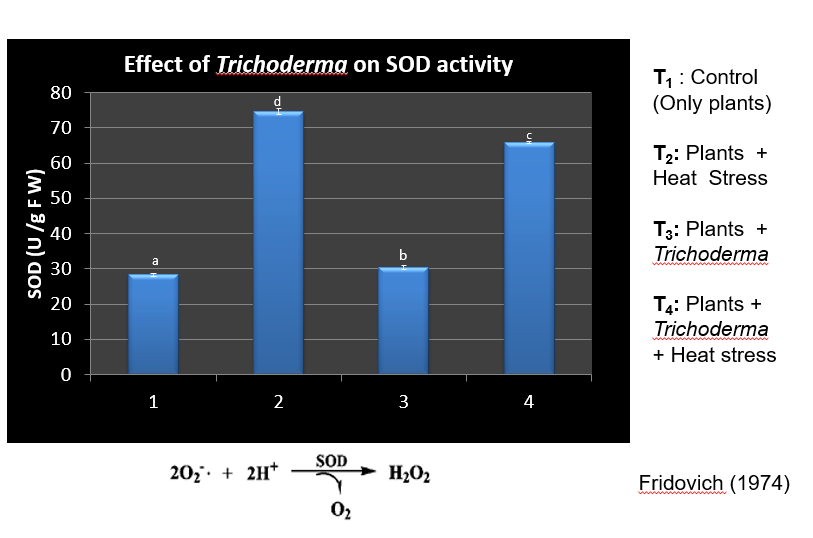 Effect of Trichoderma on SOD activity
SOD (U /g F W)
80
70
60
50
40
30
20
10
0
a
d
b
c
1 2 3 4
T₁ : Control
(Only plants)
T₂: Plants +
Heat Stress
T₃: Plants +
Trichoderma
T₄: Plants +
Trichoderma
+ Heat stress
2O₂⁻· + 2H⁺ SOD H₂O₂
O₂
Fridovich (1974)